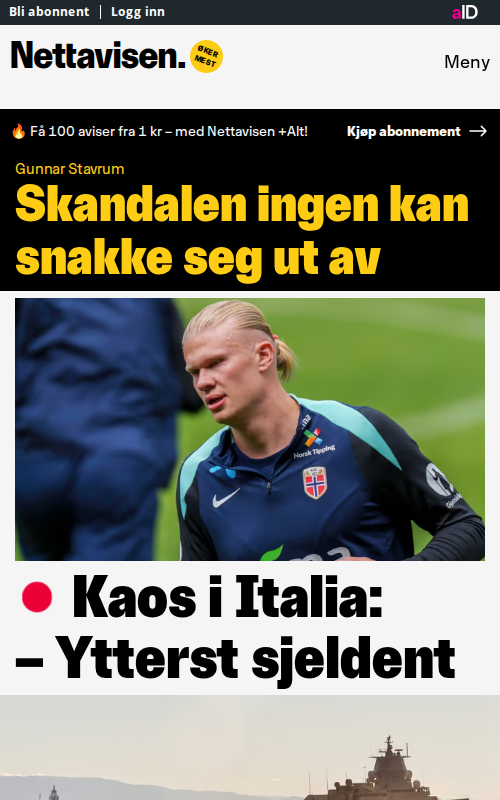 Bli abonnent | Logg inn
aID
Nettavisen.
ØKER
MEST
Meny
🔥 Få 100 aviser fra 1 kr – med Nettavisen +Alt!
Kjøp abonnement →
Gunnar Stavrum
Skandalen ingen kan
snakke seg ut av
Norsk Tipping
Kaos i Italia:
– Ytterst sjeldent